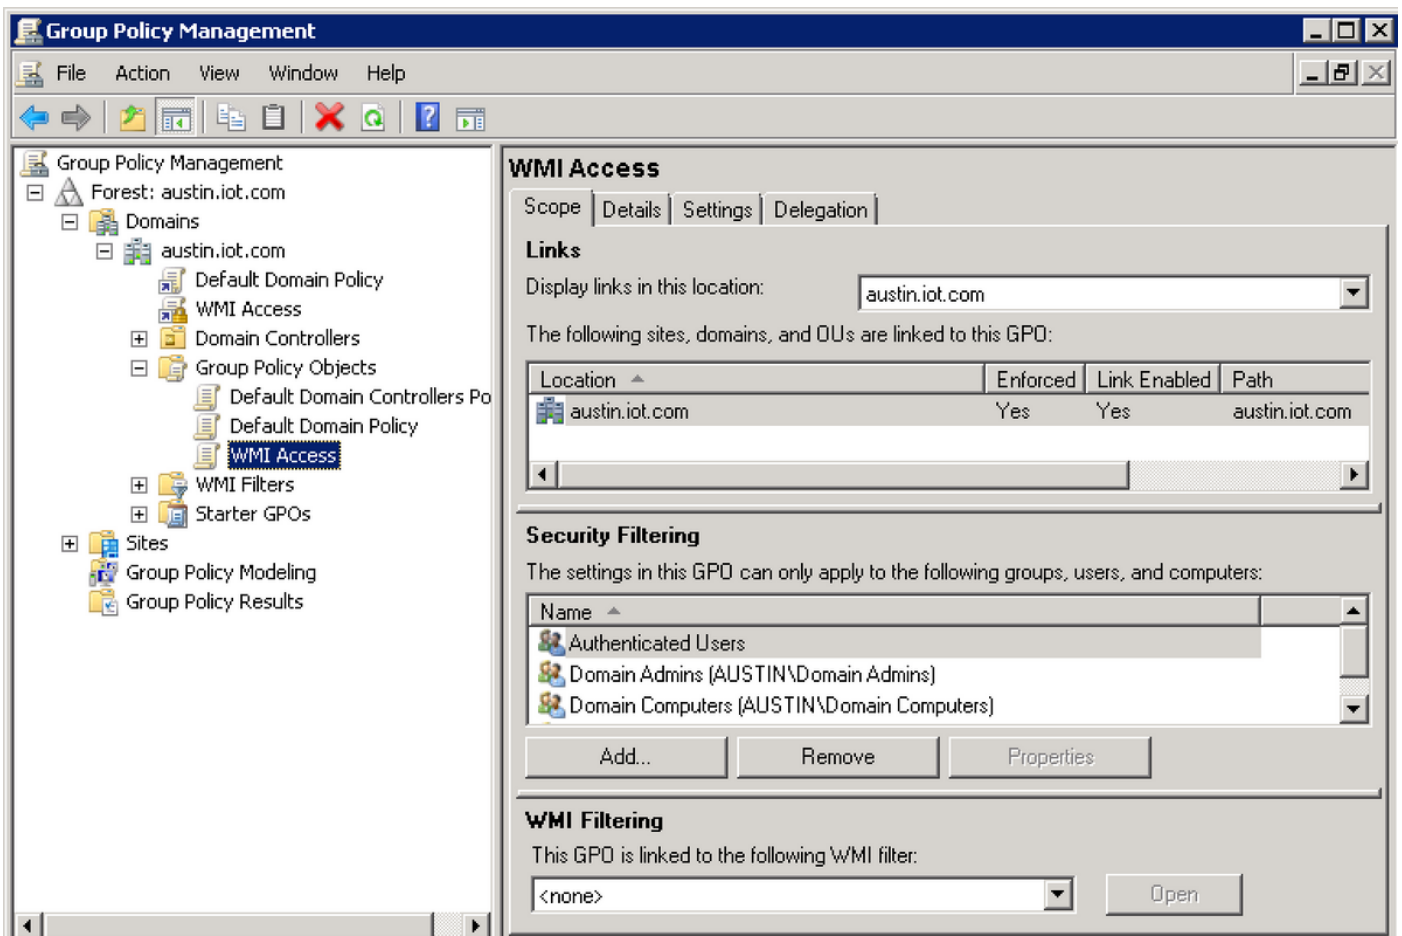 Group Policy Management
File Action View Window Help
Group Policy Management
Forest: austin.iot.com
Domains
austin.iot.com
Default Domain Policy
WMI Access
Domain Controllers
Group Policy Objects
Default Domain Controllers Po
Default Domain Policy
WMI Access
WMI Filters
Starter GPOs
Sites
Group Policy Modeling
Group Policy Results
WMI Access
Scope Details Settings Delegation
Links
Display links in this location: austin.iot.com
The following sites, domains, and OUs are linked to this GPO:
Location Enforced Link Enabled Path
austin.iot.com Yes Yes austin.iot.com
Security Filtering
The settings in this GPO can only apply to the following groups, users, and computers:
Name
Authenticated Users
Domain Admins (AUSTIN\Domain Admins)
Domain Computers (AUSTIN\Domain Computers)
Add... Remove Properties
WMI Filtering
This GPO is linked to the following WMI filter:
<none> Open